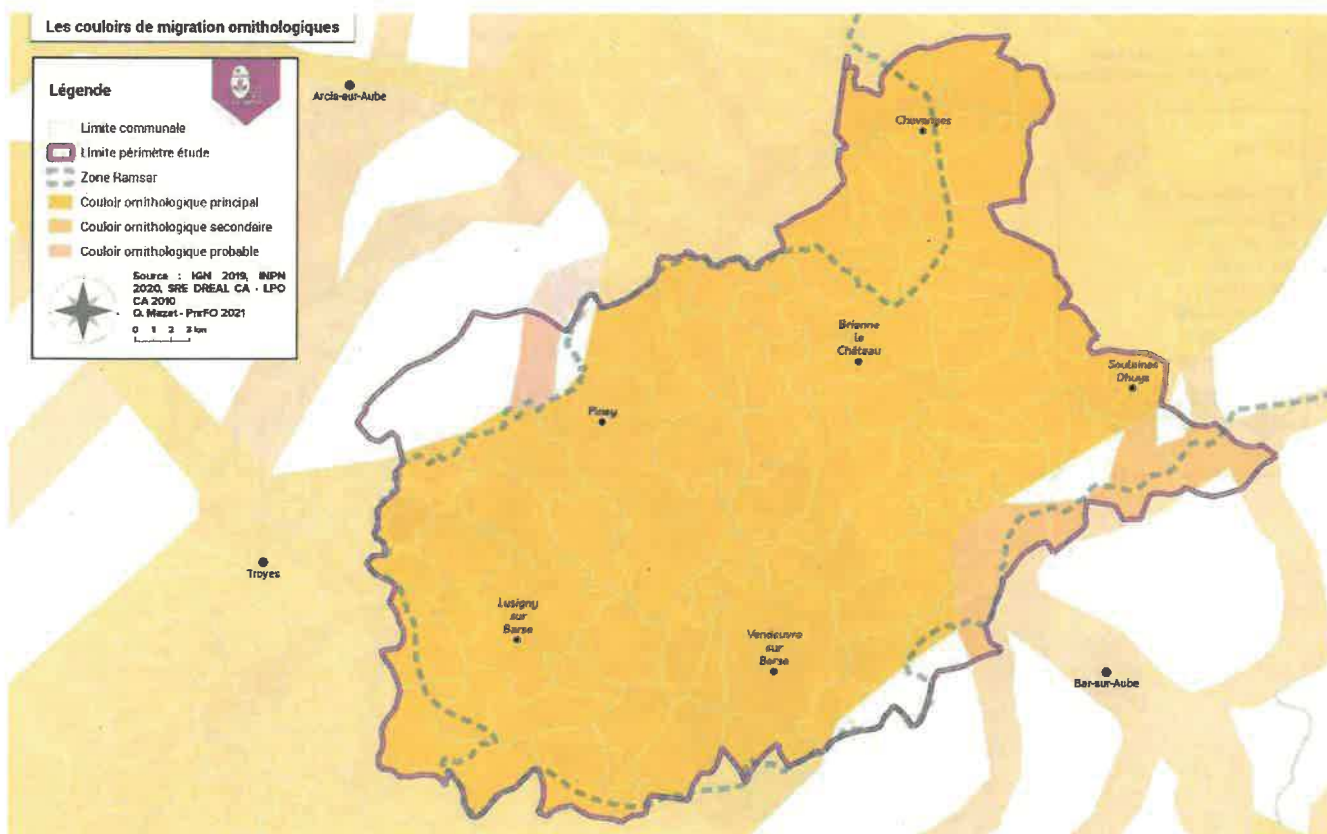 Les couloirs de migration ornithologiques
Légende
Limite communale
Limite périmètre étude
Zone Ramsar
Couloir ornithologique principal
Couloir ornithologique secondaire
Couloir ornithologique probable
Source : IGN 2019, INPN
2020, SRE DREAL CA - LPO
CA 2010
Q. Mazet - PnrFO 2021
0 1 2 3 km
Arcis-sur-Aube
Chavanges
Brienne
le
Château
Soulaines
Dhuys
Piney
Troyes
Lusigny
sur
Barse
Vendeuvre
sur
Barse
Bar-sur-Aube